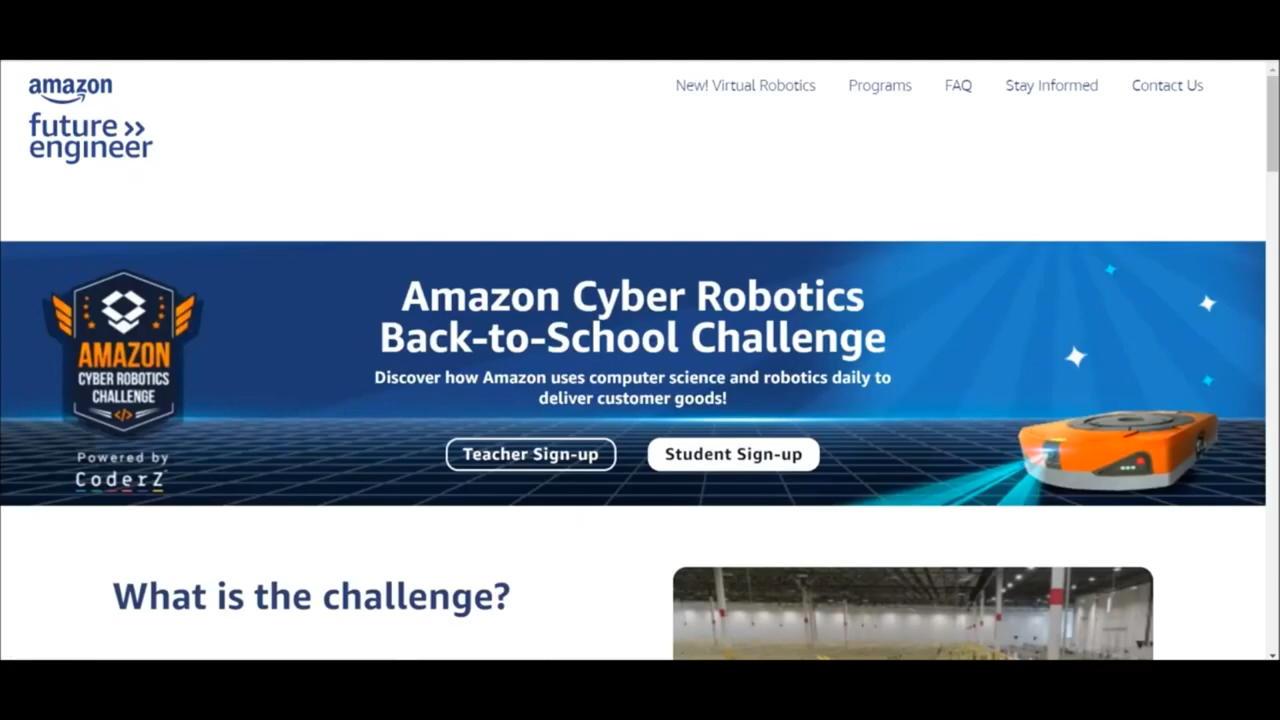 amazon
future >>
engineer
New! Virtual Robotics Programs FAQ Stay Informed Contact Us
AMAZON
CYBER ROBOTICS
CHALLENGE
</>
Powered by
CoderZ
Amazon Cyber Robotics
Back-to-School Challenge
Discover how Amazon uses computer science and robotics daily to
deliver customer goods!
Teacher Sign-up Student Sign-up
What is the challenge?